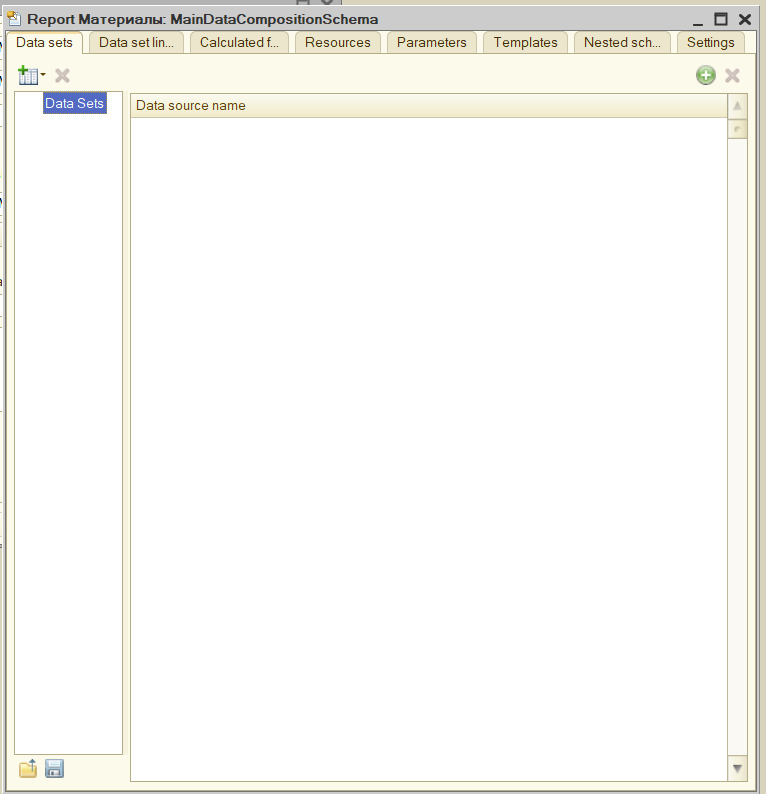 Report Материалы: MainDataCompositionSchema
Data sets Data set lin... Calculated f... Resources Parameters Templates Nested sch... Settings
Data Sets
Data source name